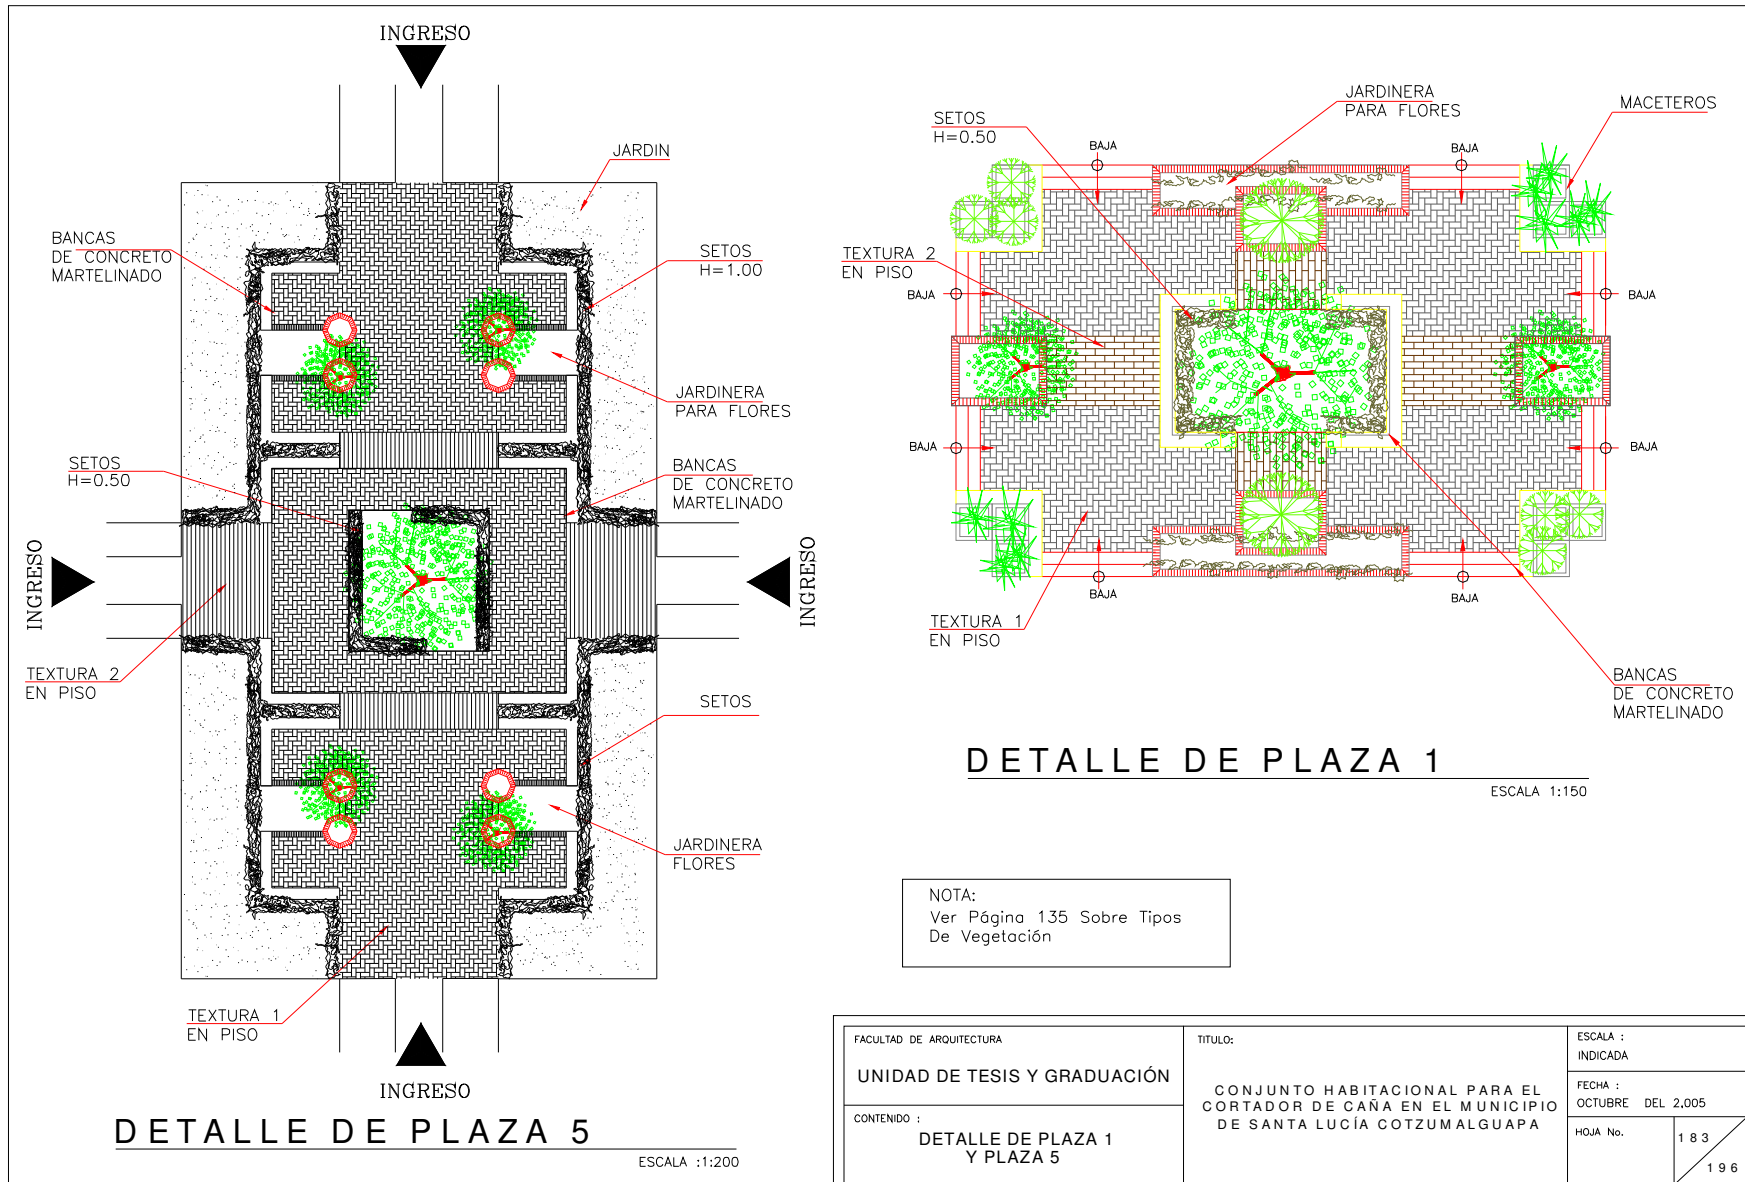 INGRESO
JARDIN
BANCAS
DE CONCRETO
MARTELINADO
SETOS
H=1.00
JARDINERA
PARA FLORES
SETOS
H=0.50
BANCAS
DE CONCRETO
MARTELINADO
INGRESO
INGRESO
TEXTURA 2
EN PISO
SETOS
JARDINERA
FLORES
TEXTURA 1
EN PISO
INGRESO
DETALLE DE PLAZA 5
ESCALA :1:200
JARDINERA
PARA FLORES
MACETEROS
SETOS
H=0.50
BAJA
BAJA
TEXTURA 2
EN PISO
BAJA
BAJA
BAJA
BAJA
BAJA
BAJA
TEXTURA 1
EN PISO
BANCAS
DE CONCRETO
MARTELINADO
DETALLE DE PLAZA 1
ESCALA 1:150
NOTA:
Ver Página 135 Sobre Tipos
De Vegetación
FACULTAD DE ARQUITECTURA
UNIDAD DE TESIS Y GRADUACIÓN
CONTENIDO :
DETALLE DE PLAZA 1
Y PLAZA 5
TITULO:
CONJUNTO HABITACIONAL PARA EL
CORTADOR DE CAÑA EN EL MUNICIPIO
DE SANTA LUCÍA COTZUMALGUAPA
ESCALA :
INDICADA
FECHA :
OCTUBRE DEL 2,005
HOJA No.
183
196